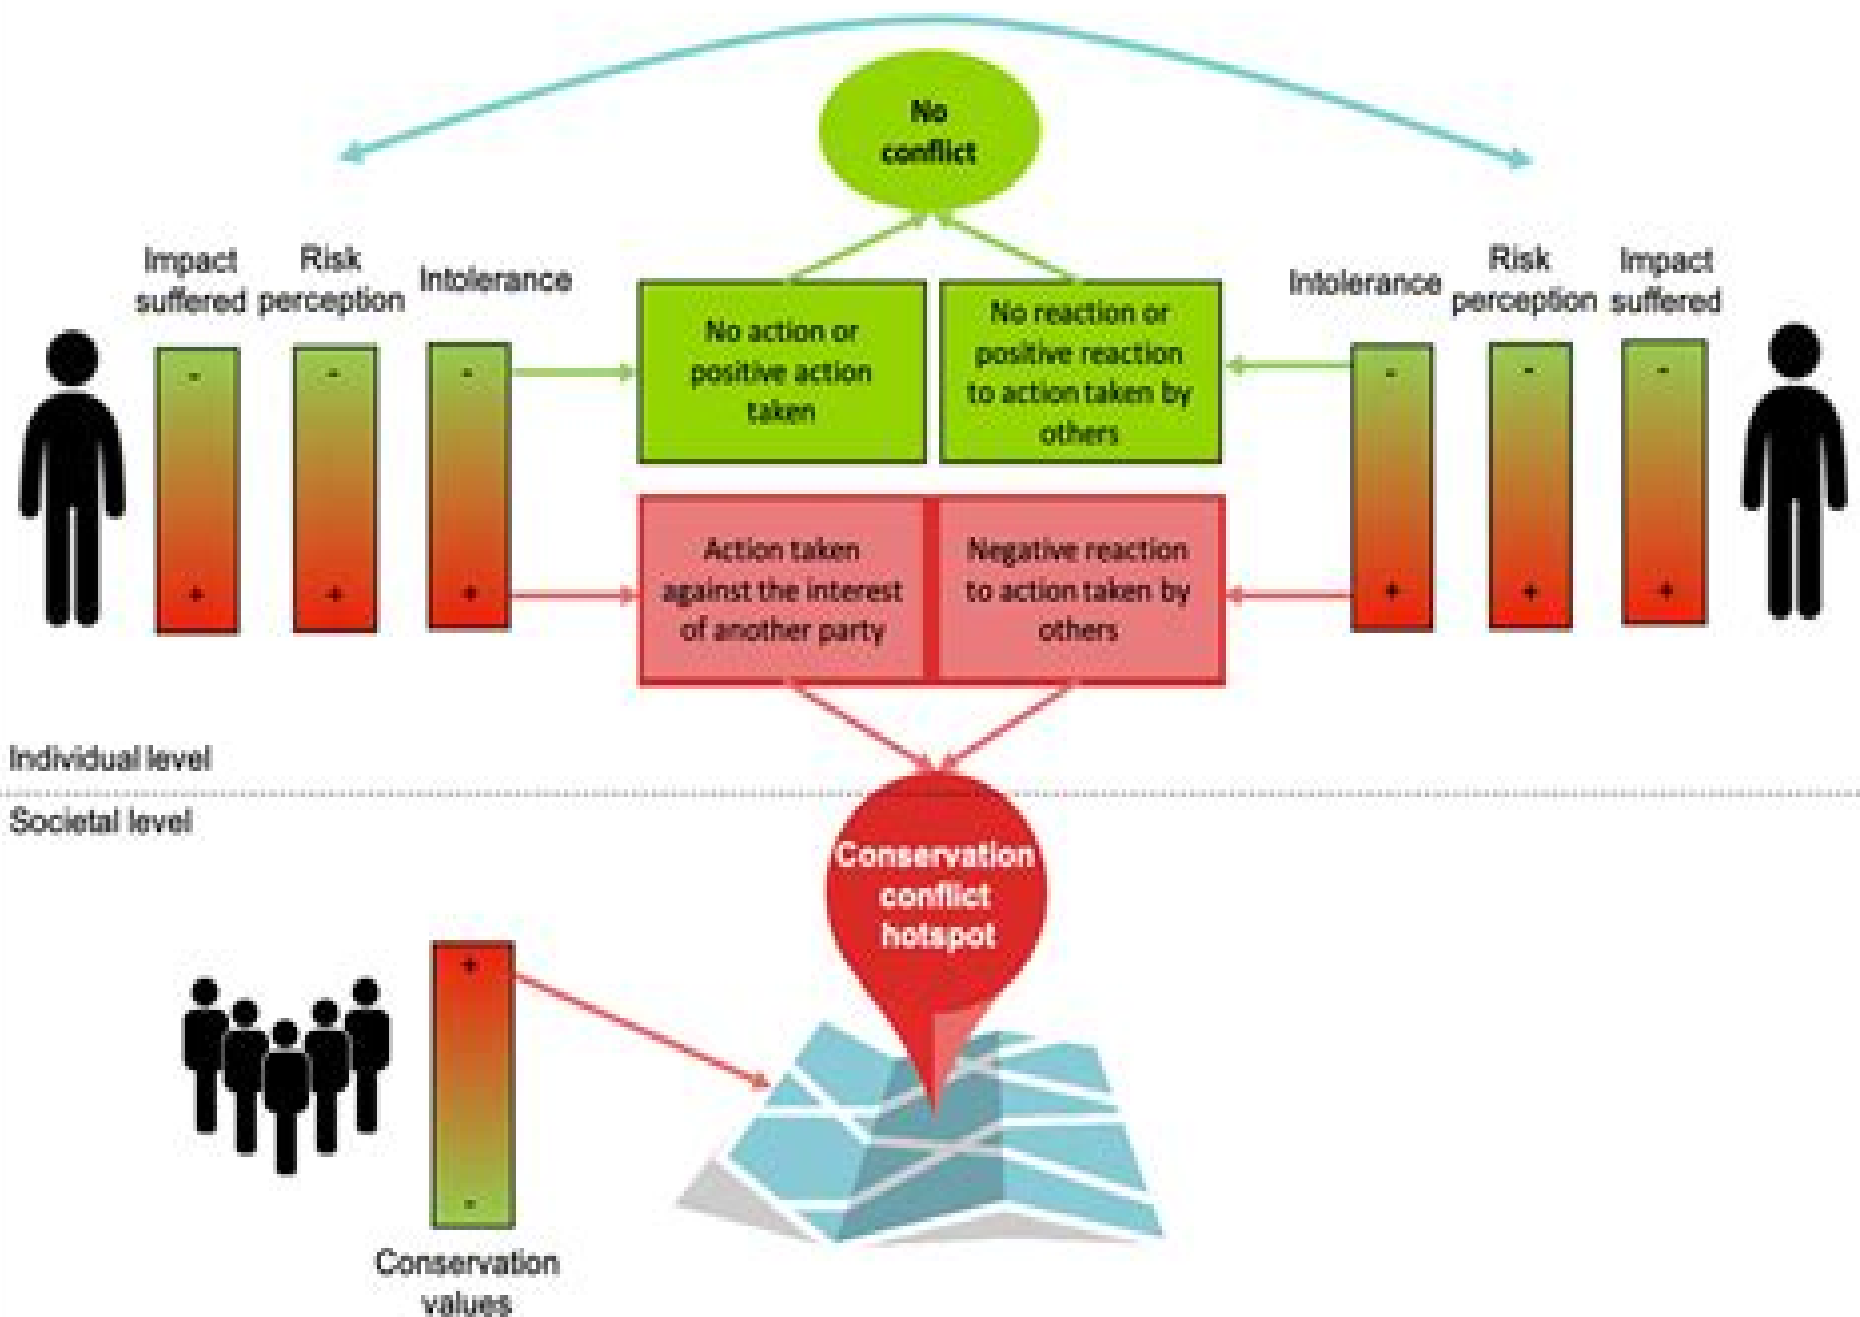 No
conflict
Impact
suffered
Risk
perception
Intolerance
No action or
positive action
taken
No reaction or
positive reaction
to action taken by
others
Intolerance
Risk
perception
Impact
suffered
-
-
-
-
-
-
Action taken
against the interest
of another party
Negative reaction
to action taken by
others
+
+
+
+
+
+
Individual level
Societal level
Conservation
conflict
hotspot
+
-
Conservation
values